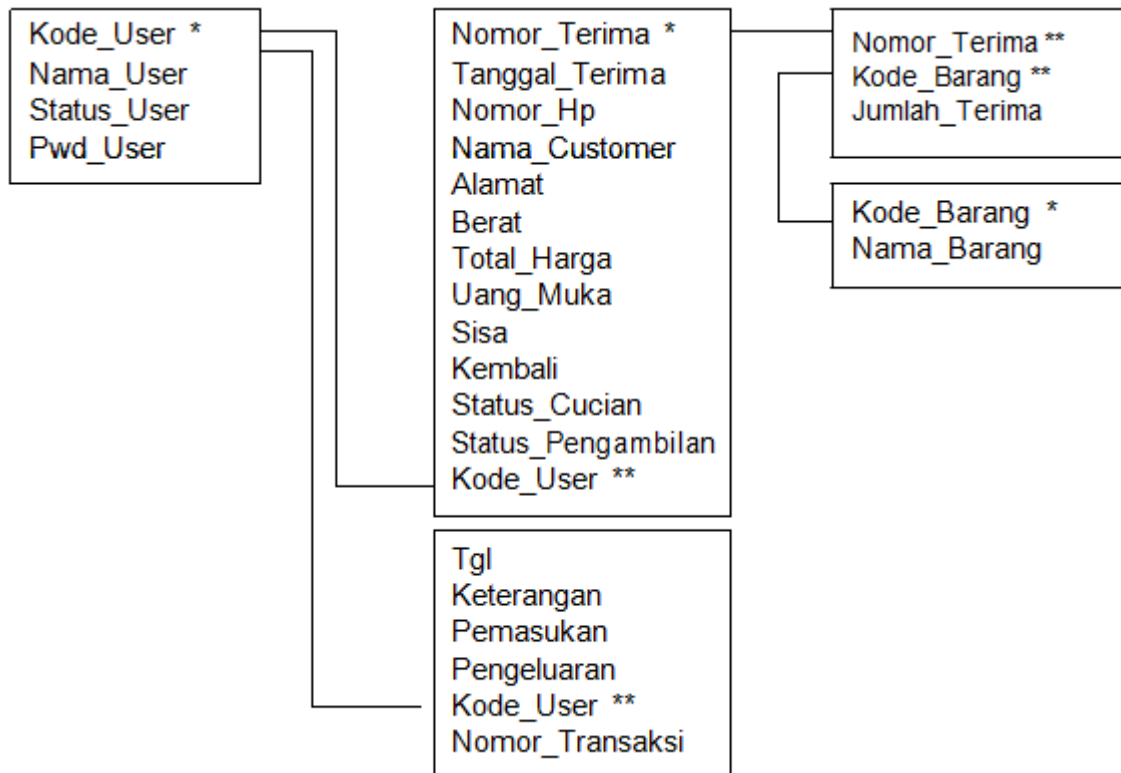 Kode_User *
Nama_User
Status_User
Pwd_User
Nomor_Terima *
Tanggal_Terima
Nomor_Hp
Nama_Customer
Alamat
Berat
Total_Harga
Uang_Muka
Sisa
Kembali
Status_Cucian
Status_Pengambilan
Kode_User **
Tgl
Keterangan
Pemasukan
Pengeluaran
Kode_User **
Nomor_Transaksi
Nomor_Terima **
Kode_Barang **
Jumlah_Terima
Kode_Barang *
Nama_Barang